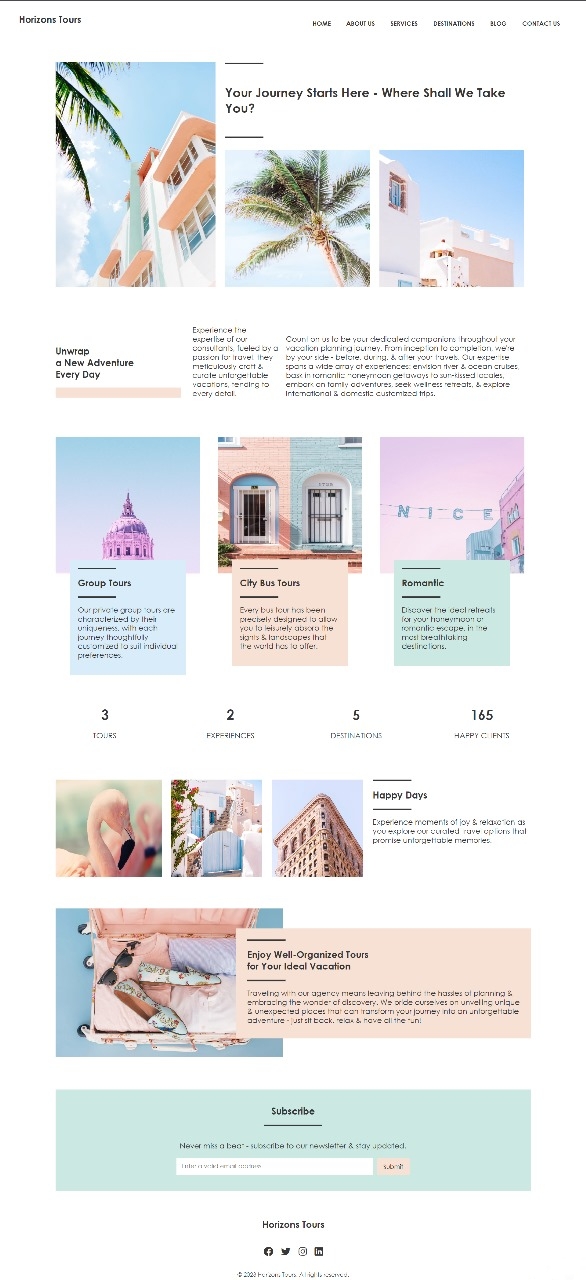 Horizons Tours
HOME
ABOUT US
SERVICES
DESTINATIONS
BLOG
CONTACT US
Your Journey Starts Here - Where Shall We Take
You?
Unwrap
a New Adventure
Every Day
Experience the
expertise of our
consultants, fueled by a
passion for travel, they
meticulously craft &
curate unforgettable
vacations, tending to
every detail.
Count on us to be your dedicated companions throughout your
vacation planning journey. From inception to completion, we're
by your side - before, during, & after your travels. Our expertise
spans a wide array of experiences: envision river & ocean cruises,
bask in romantic honeymoon getaways to sun-kissed locales,
embark on family adventures, seek wellness retreats, & explore
international & domestic customized trips.
NICE
Group Tours
Our private group tours are
characterized by their
uniqueness, with each
journey thoughtfully
customized to suit individual
preferences.
City Bus Tours
Every bus tour has been
precisely designed to allow
you to leisurely absorb the
sights & landscapes that
the world has to offer.
Romantic
Discover the ideal retreats
for your honeymoon or
romantic escape, in the
most breathtaking
destinations.
3
TOURS
2
EXPERIENCES
5
DESTINATIONS
165
HAPPY CLIENTS
Happy Days
Experience moments of joy & relaxation as
you explore our curated travel options that
promise unforgettable memories.
Enjoy Well-Organized Tours
for Your Ideal Vacation
Traveling with our agency means leaving behind the hassles of planning &
embracing the wonder of discovery. We pride ourselves on unveiling unique
& unexpected places that can transform your journey into an unforgettable
adventure - just sit back, relax & have all the fun!
Subscribe
Never miss a beat - subscribe to our newsletter & stay updated.
Enter a valid email address
submit
Horizons Tours
© 2023 Horizons Tours. All rights reserved.